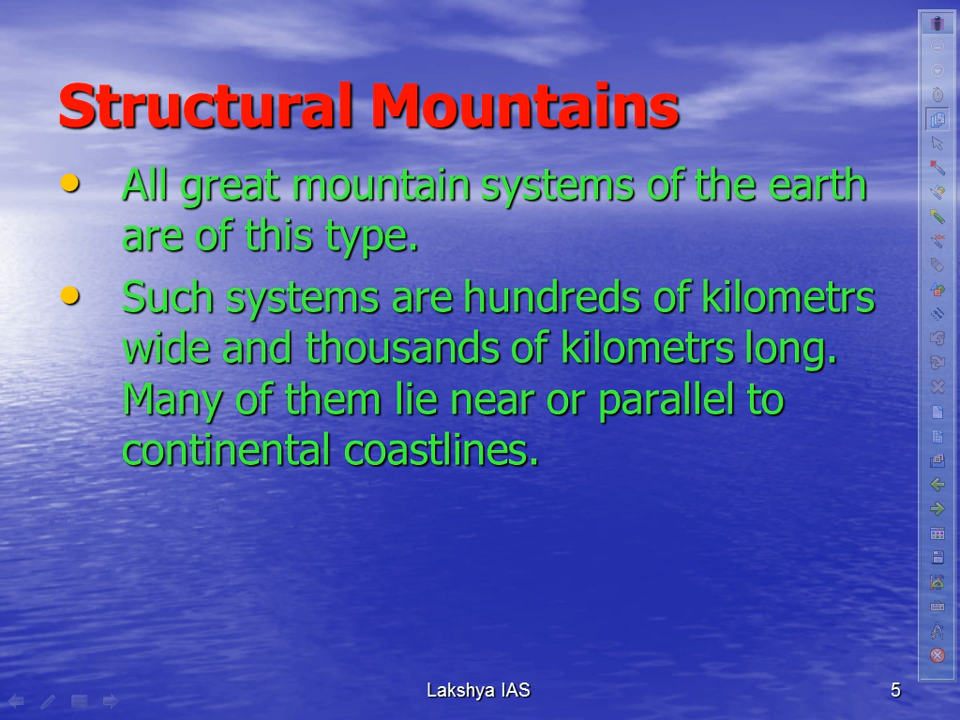 Structural Mountains
• All great mountain systems of the earth
are of this type.
• Such systems are hundreds of kilometrs
wide and thousands of kilometrs long.
Many of them lie near or parallel to
continental coastlines.
Lakshya IAS
5